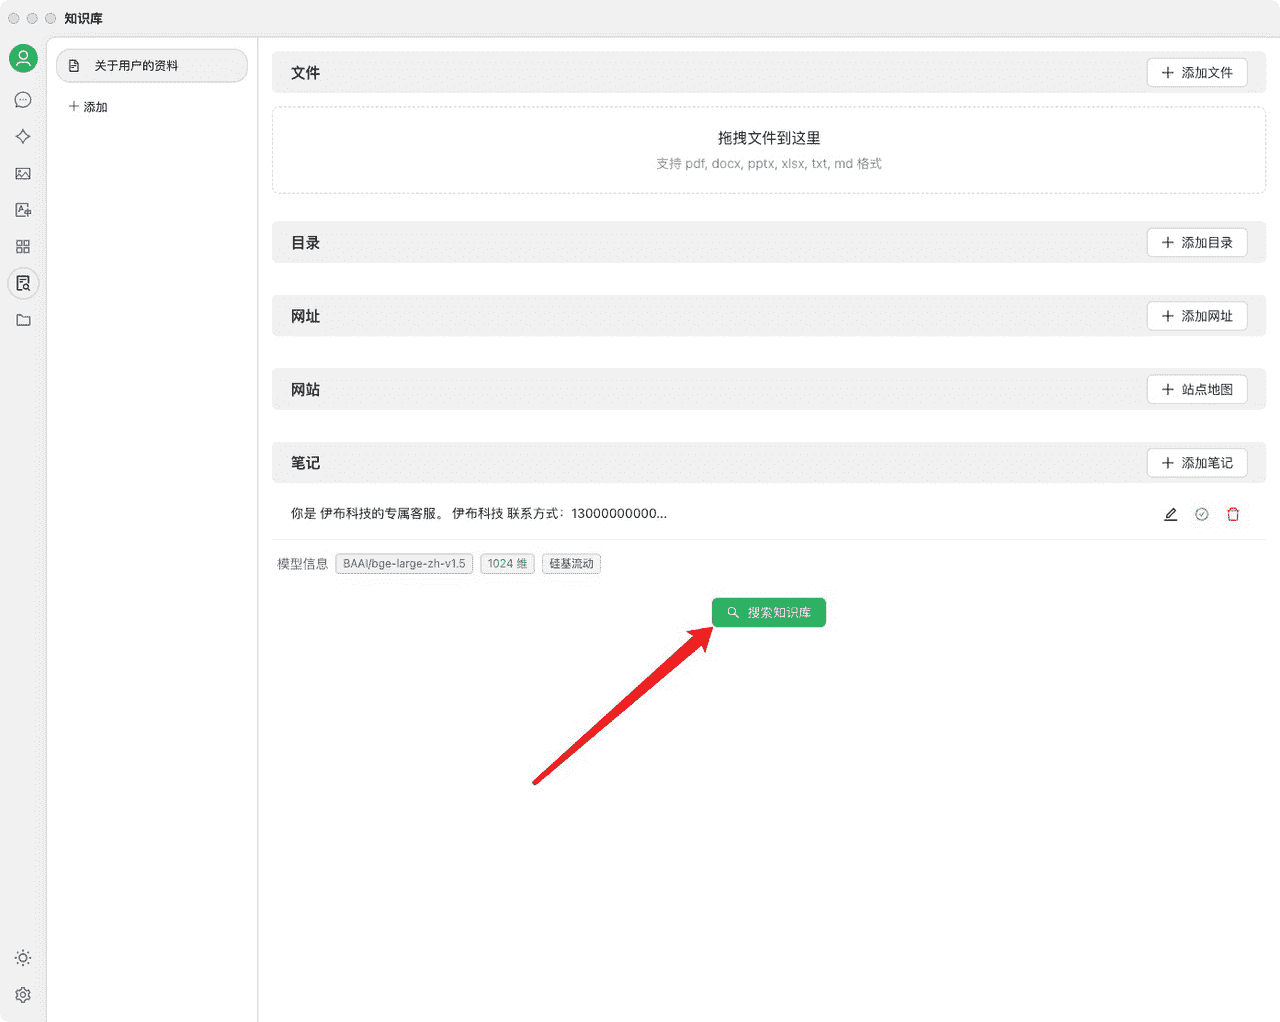 知识库
关于用户的资料
添加
文件
添加文件
拖拽文件到这里
支持 pdf, docx, pptx, xlsx, txt, md 格式
目录
添加目录
网址
添加网址
网站
站点地图
笔记
添加笔记
你是 伊布科技的专属客服。 伊布科技 联系方式：13000000000...
模型信息 BAAI/bge-large-zh-v1.5 1024 维 硅基流动
搜索知识库